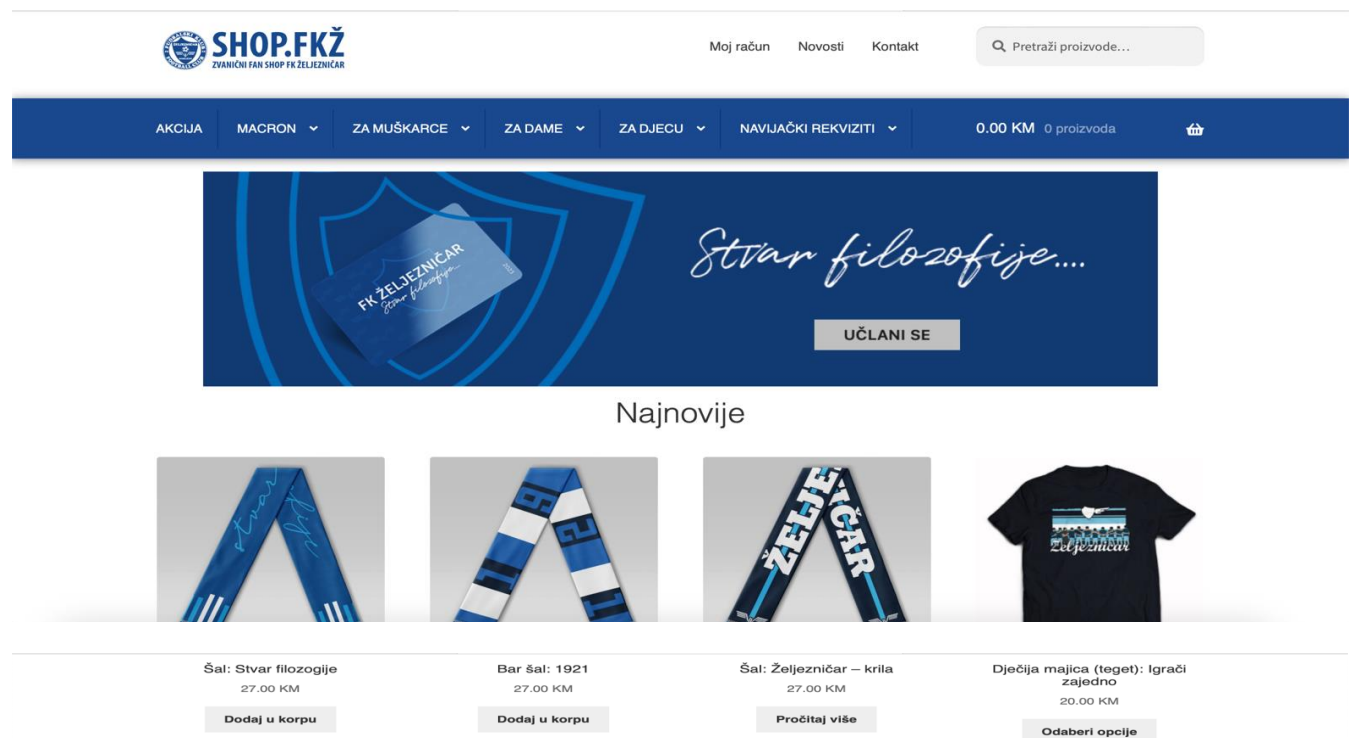 SHOP.FKŽ
ZVANIČNI FAN SHOP FK ŽELJEZNIČAR
Moj račun Novosti Kontakt
Pretraži proizvode…
AKCIJA MACRON ZA MUŠKARCE ZA DAME ZA DJECU NAVIJAČKI REKVIZITI 0.00 KM 0 proizvoda
FK ŽELJEZNIČAR
Stvar filozofije...
Stvar filozofije....
UČLANI SE
Najnovije
stvar
1921
ŽELJE
NIČAR
Željezničar
Šal: Stvar filozogije
27.00 KM
Dodaj u korpu
Bar šal: 1921
27.00 KM
Dodaj u korpu
Šal: Željezničar – krila
27.00 KM
Pročitaj više
Dječija majica (teget): Igrači
zajedno
20.00 KM
Odaberi opcije